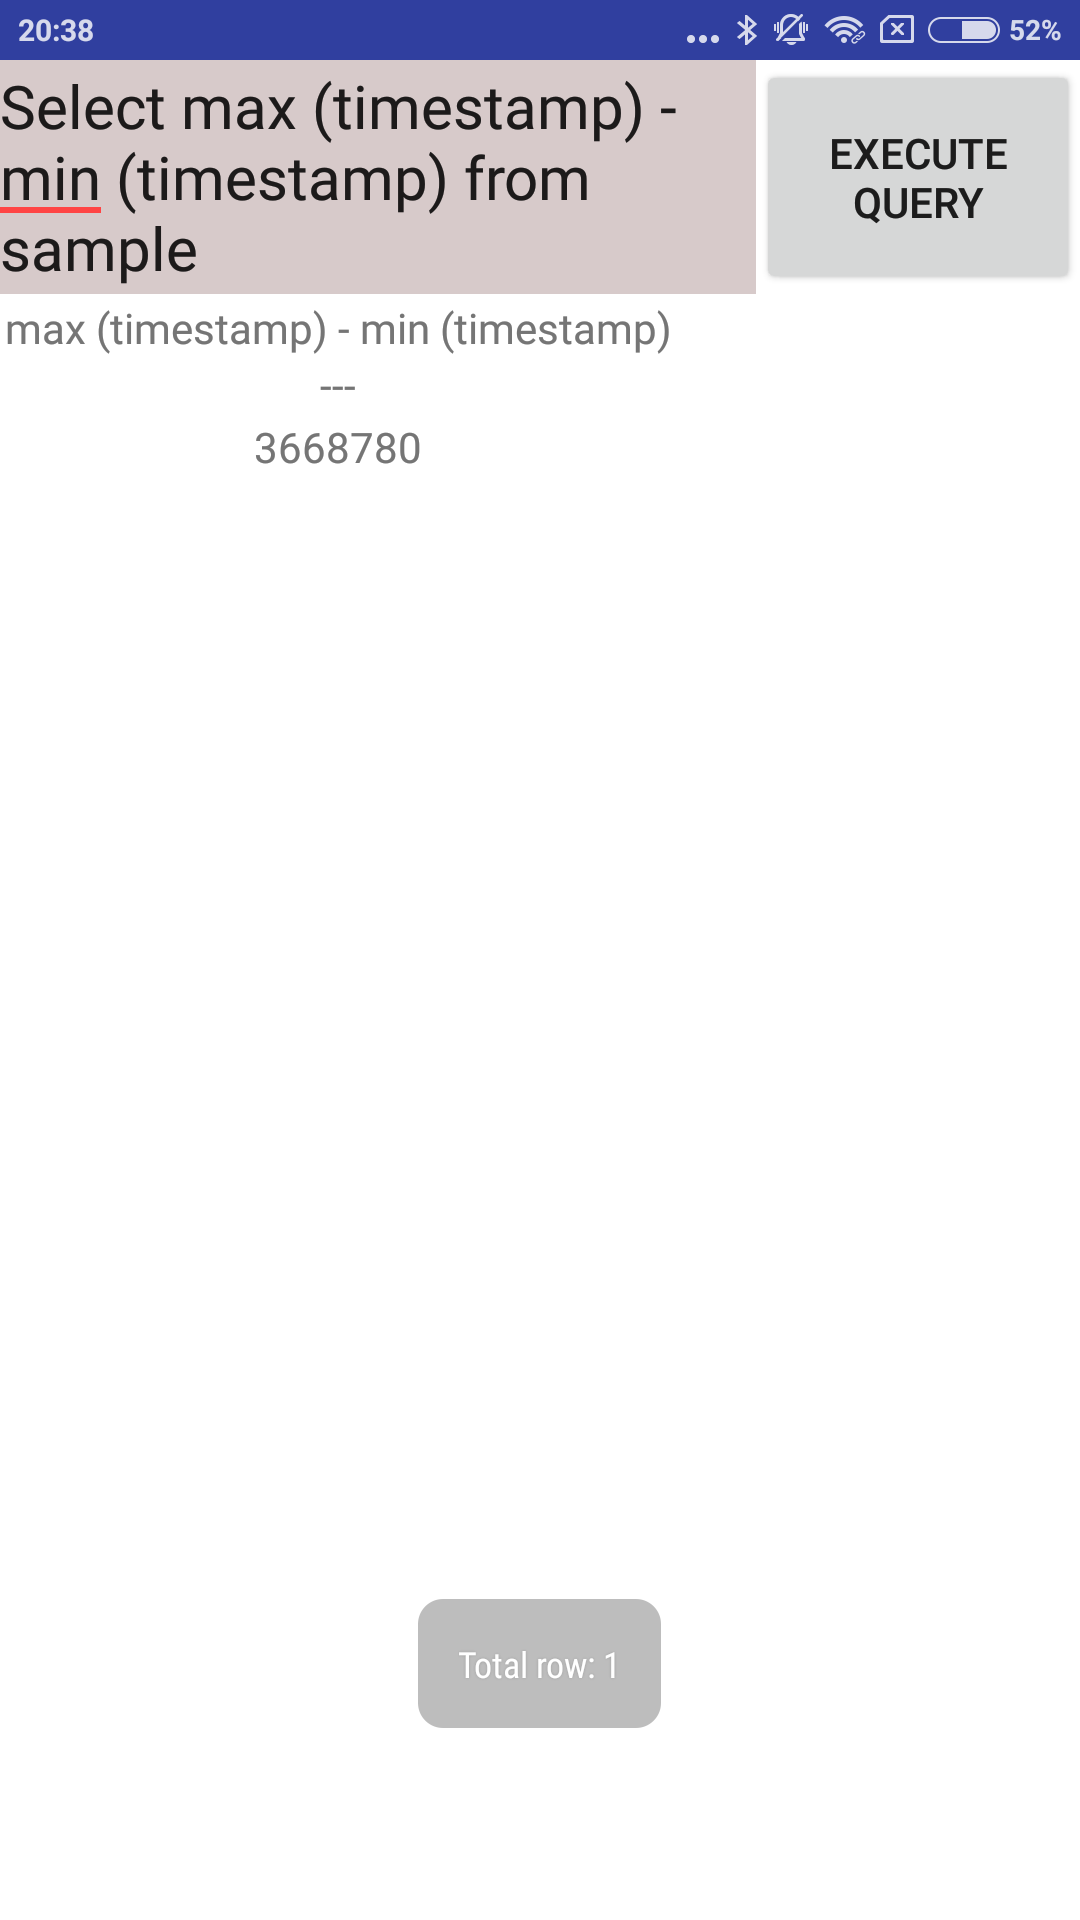 20:38
52%
Select max (timestamp) -
min (timestamp) from
sample
EXECUTE
QUERY
max (timestamp) - min (timestamp)
---
3668780
Total row: 1